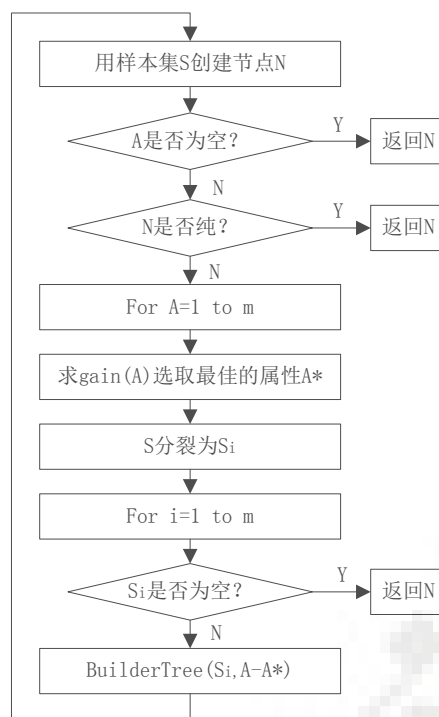 用样本集S创建节点N
A是否为空？
Y
返回N
N
N是否纯？
Y
返回N
N
For A=1 to m
求gain(A)选取最佳的属性A*
S分裂为Si
For i=1 to m
Si是否为空？
Y
返回N
N
BuilderTree(Si,A-A*)